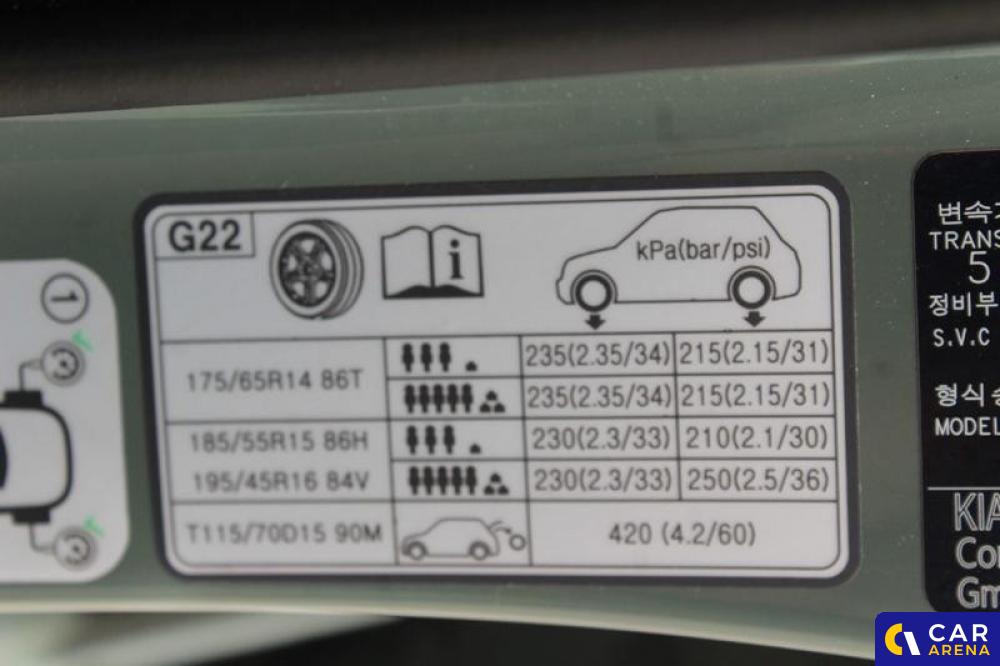 G22
i
kPa(bar/psi)
175/65R14 86T
235(2.35/34) 215(2.15/31)
235(2.35/34) 215(2.15/31)
185/55R15 86H
230(2.3/33) 210(2.1/30)
195/45R16 84V
230(2.3/33) 250(2.5/36)
T115/70D15 90M
420 (4.2/60)
1
변속
TRANS
5
정비부
S.V.C
형식
MODEL
KIA
Co
Gm
CAR
ARENA